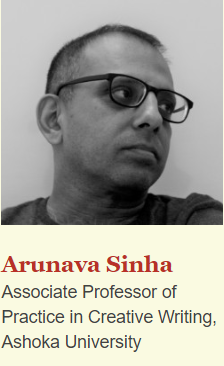 Arunava Sinha
Associate Professor of
Practice in Creative Writing,
Ashoka University